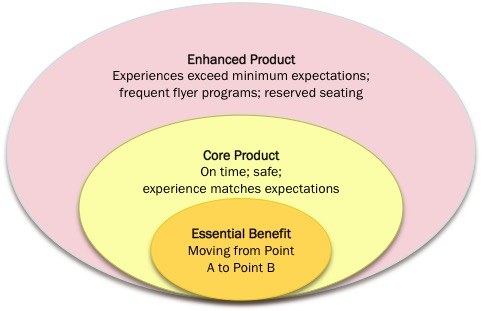 Enhanced Product
Experiences exceed minimum expectations;
frequent flyer programs; reserved seating
Core Product
On time; safe;
experience matches expectations
Essential Benefit
Moving from Point
A to Point B